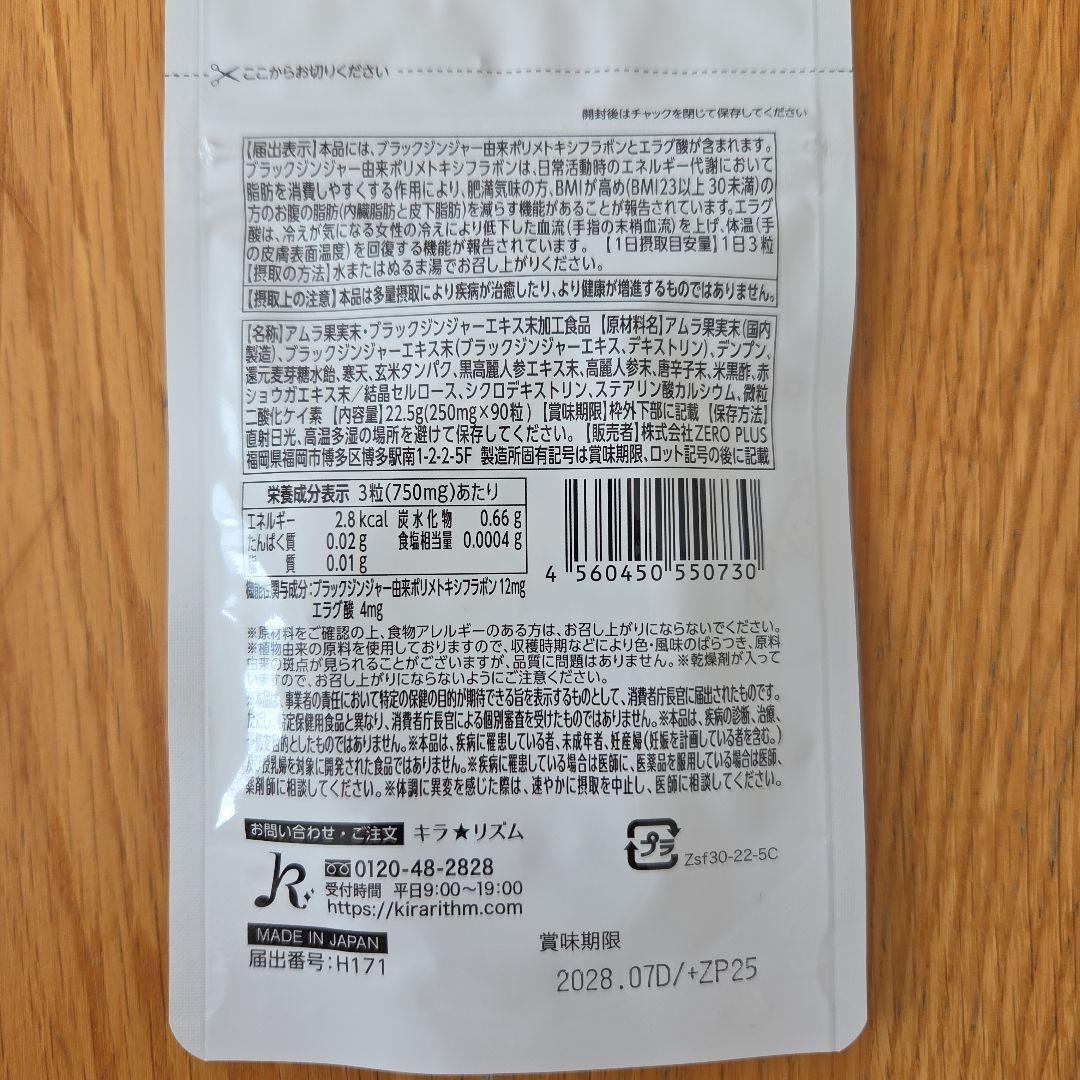 ここからお切りください
開封後はチャックを閉じて保存してください
【届出表示】本品には、ブラックジンジャー由来ポリメトキシフラボンとエラグ酸が含まれます。
ブラックジンジャー由来ポリメトキシフラボンは、日常活動時のエネルギー代謝において
脂肪を消費しやすくする作用により、肥満気味の方、BMIが高め(BMI23以上30未満)の
方のお腹の脂肪(内臓脂肪と皮下脂肪)を減らす機能があることが報告されています。エラグ
酸は、冷えが気になる女性の冷えにより低下した血流(手指の末梢血流)を上げ、体温(手
の皮膚表面温度)を回復する機能が報告されています。【1日摂取目安量】1日3粒
【摂取の方法】水またはぬるま湯でお召し上がりください。
【摂取上の注意】本品は多量摂取により疾病が治癒したり、より健康が増進するものではありません。
【名称】アムラ果実末・ブラックジンジャーエキス末加工食品【原材料名】アムラ果実末(国内
製造)、ブラックジンジャーエキス末(ブラックジンジャーエキス、デキストリン)、デンプン、
還元麦芽糖水飴、寒天、玄米タンパク、黒高麗人参エキス末、高麗人参末、唐辛子末、米黒酢、赤
ショウガエキス末/結晶セルロース、シクロデキストリン、ステアリン酸カルシウム、微粒
二酸化ケイ素【内容量】22.5g(250mg×90粒)【賞味期限】枠外下部に記載【保存方法】
直射日光、高温多湿の場所を避けて保存してください。【販売者】株式会社ZERO PLUS
福岡県福岡市博多区博多駅南1-2-2-5F 製造所固有記号は賞味期限、ロット記号の後に記載
栄養成分表示 3粒(750mg)あたり
エネルギー 2.8kcal 炭水化物 0.66g
たんぱく質 0.02g 食塩相当量 0.0004g
脂質 0.01g
4 560450 550730
機能性関与成分:ブラックジンジャー由来ポリメトキシフラボン12mg
エラグ酸 4mg
※原材料をご確認の上、食物アレルギーのある方は、お召し上がりにならないでください。
※植物由来の原料を使用しておりますので、収穫時期などにより色・風味のばらつき、原料
由来の斑点が見られることがございますが、品質に問題はありません。※乾燥剤が入って
いますので、お召し上がりにならないようにご注意ください。
※本品は、事業者の責任において特定の保健の目的が期待できる旨を表示するものとして、消費者庁長官に届出されたものです。
ただし、特定保健用食品と異なり、消費者庁長官による個別審査を受けたものではありません。※本品は、疾病の診断、治療、
予防を目的としたものではありません。※本品は、疾病に罹患している者、未成年者、妊産婦(妊娠を計画している者を含む。)
及び授乳婦を対象に開発された食品ではありません。※疾病に罹患している場合は医師に、医薬品を服用している場合は医師、
薬剤師に相談してください。※体調に異変を感じた際は、速やかに摂取を中止し、医師に相談してください。
お問い合わせ・ご注文 キラ★リズム
0120-48-2828
受付時間 平日9:00〜19:00
https://kirarithm.com
プラ
Zsf30-22-5C
MADE IN JAPAN
届出番号:H171
賞味期限
2028.07D/+ZP25